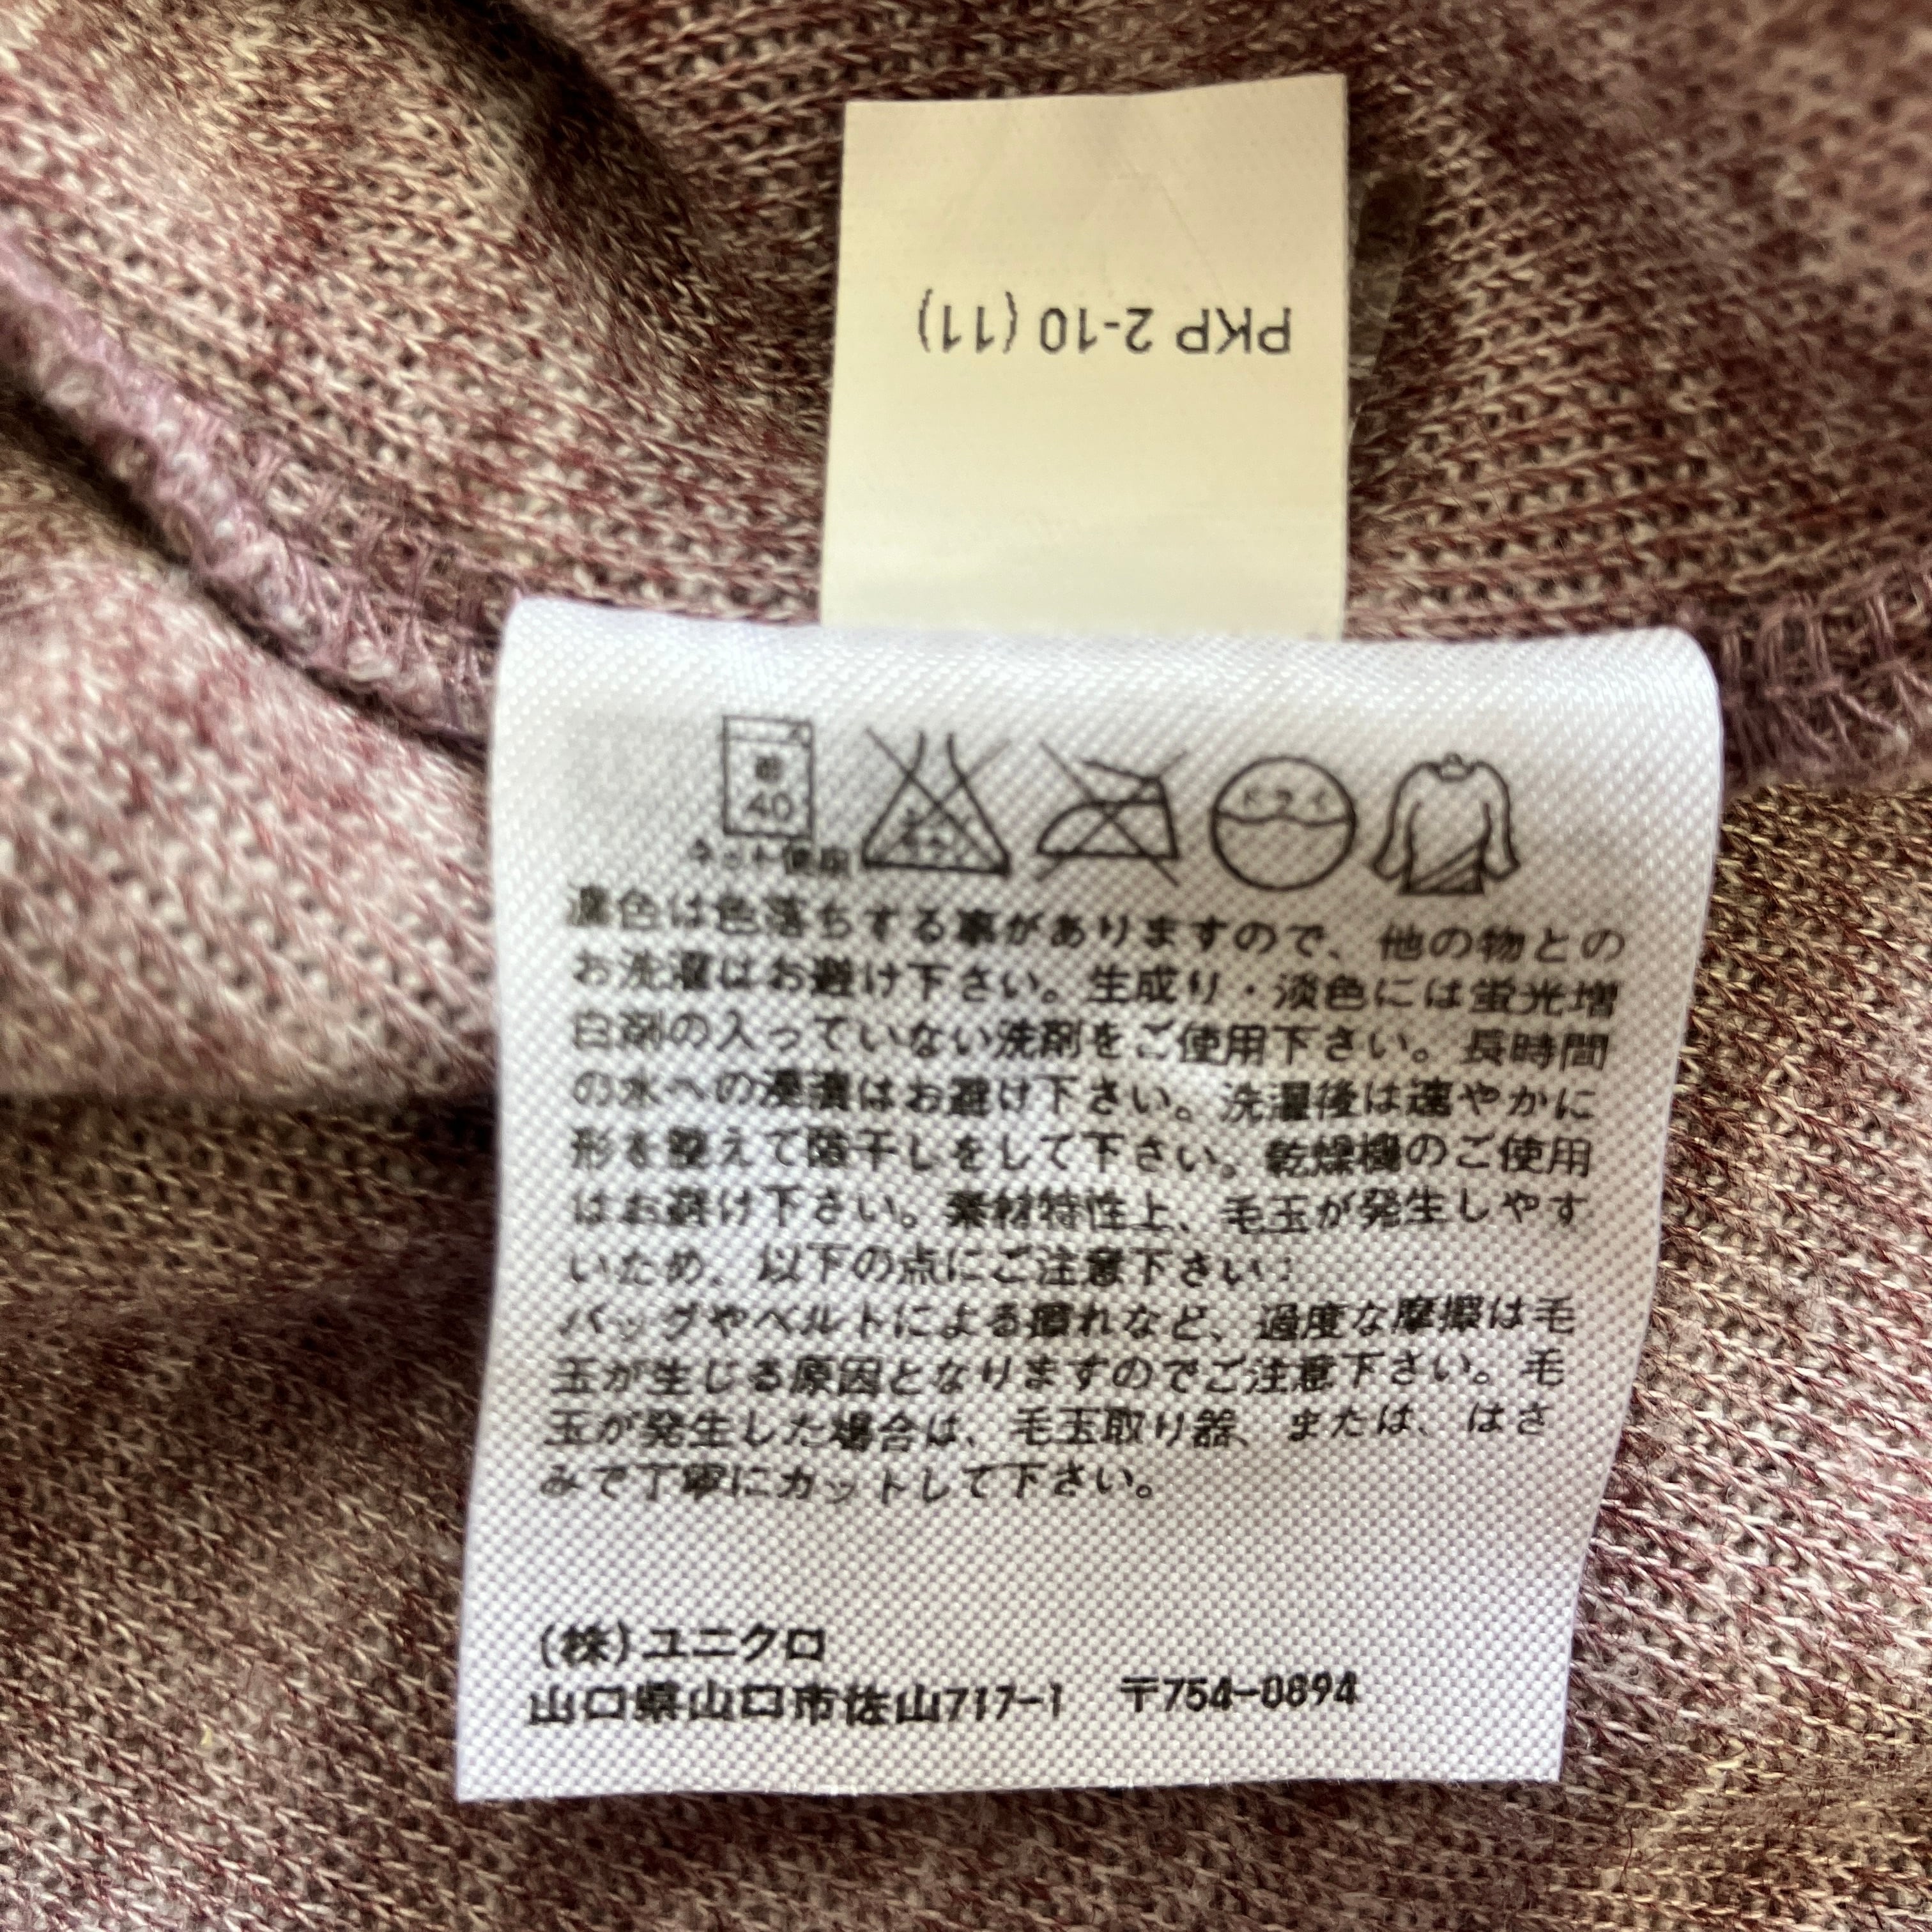 PKP 2-10 (11)
40
ネット使用
エンソ
サラシ
ドライ
濃色は色落ちする事がありますので、他の物との
お洗濯はお避け下さい。生成り・淡色には蛍光増
白剤の入っていない洗剤をご使用下さい。長時間
の水への浸漬はお避け下さい。洗濯後は速やかに
形を整えて陰干しをして下さい。乾燥機のご使用
はお避け下さい。素材特性上、毛玉が発生しやす
いため、以下の点にご注意下さい:
バッグやベルトによる擦れなど、過度な摩擦は毛
玉が生じる原因となりますのでご注意下さい。毛
玉が発生した場合は、毛玉取り器、または、はさ
みで丁寧にカットして下さい。
(株)ユニクロ
山口県山口市佐山717-1 〒754-0894